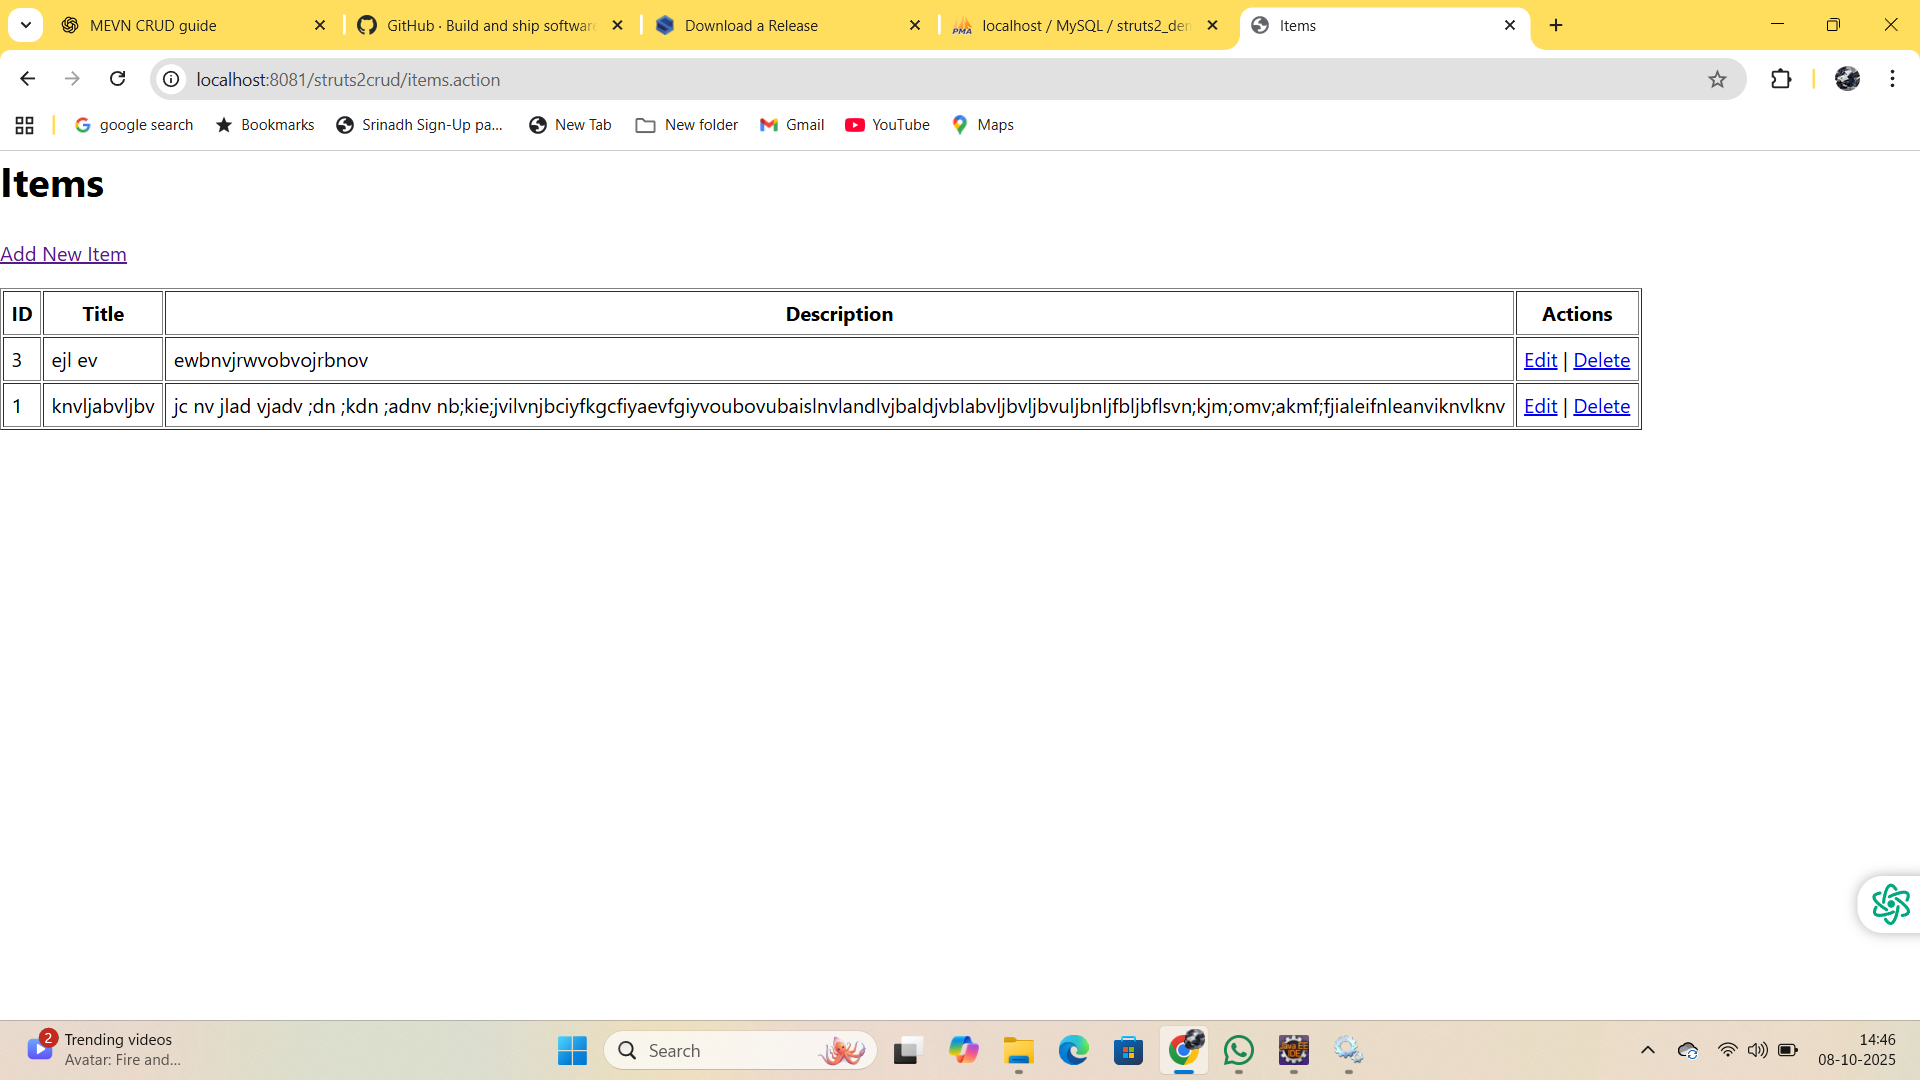 MEVN CRUD guide
GitHub · Build and ship software
Download a Release
localhost / MySQL / struts2_dem
Items
localhost:8081/struts2crud/items.action
google search
Bookmarks
Srinadh Sign-Up pa...
New Tab
New folder
Gmail
YouTube
Maps
Items
Add New Item
ID Title Description Actions
3 ejl ev ewbnvjrwvobvojrbnov Edit | Delete
1 knvljabvljbv jc nv jlad vjadv ;dn ;kdn ;adnv nb;kie;jvilvnjbciyfkgcfiyaevfgiyvoubovubaislnvlandlvjbaldjvblabvljbvljbvuljbnljfbljbflsvn;kjm;omv;akmf;fjialeifnleanviknvlknv Edit | Delete
2
Trending videos
Avatar: Fire and...
Search
14:46
08-10-2025